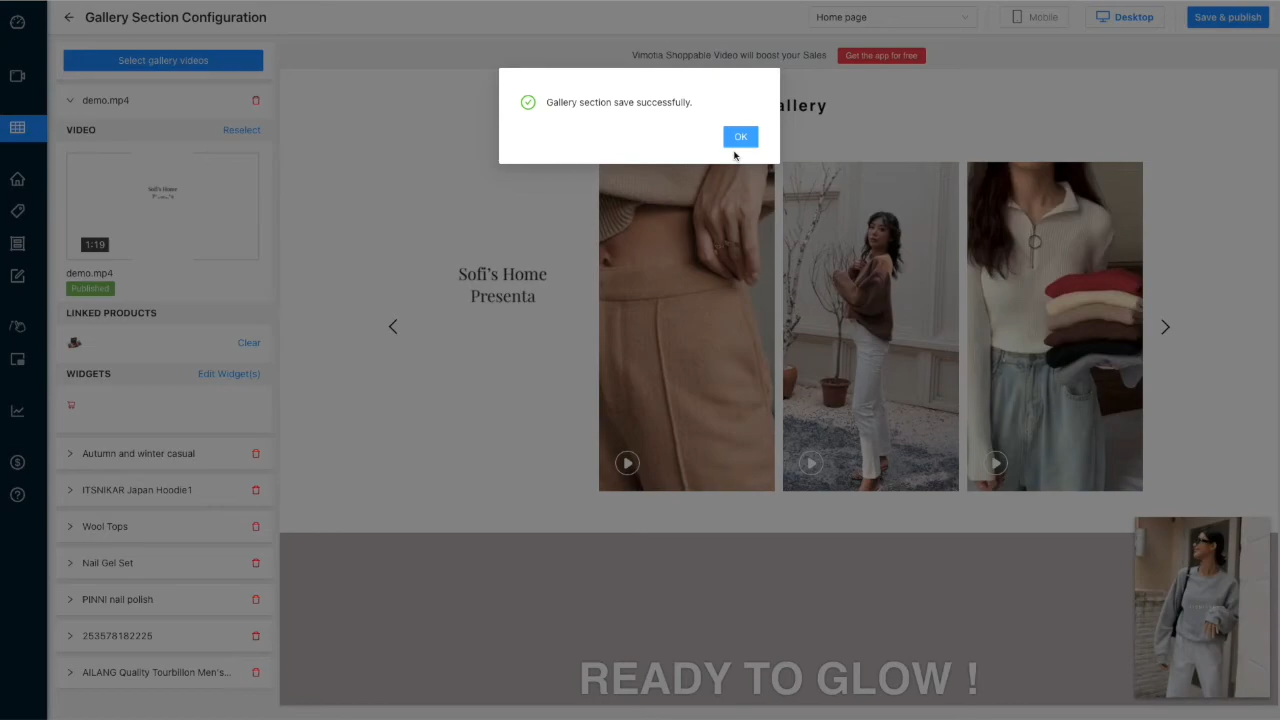 Gallery Section Configuration
Home page
Mobile
Desktop
Save & publish
Select gallery videos
demo.mp4
VIDEO
Reselect
Sofi's Home
1:19
demo.mp4
Published
LINKED PRODUCTS
Clear
WIDGETS
Edit Widget(s)
Autumn and winter casual
ITSNIKAR Japan Hoodie1
Wool Tops
Nail Gel Set
PINNI nail polish
253578182225
AILANG Quality Tourbillon Men's...
Vimotia Shoppable Video will boost your Sales
Get the app for free
Gallery section save successfully.
OK
allery
Sofi's Home
Presenta
READY TO GLOW !